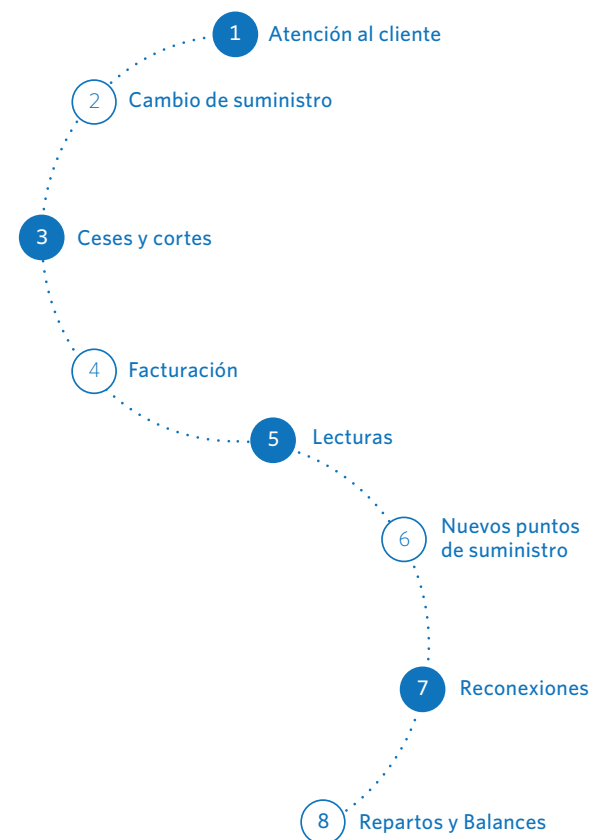 1 Atención al cliente
2 Cambio de suministro
3 Ceses y cortes
4 Facturación
5 Lecturas
6 Nuevos puntos
de suministro
7 Reconexiones
8 Repartos y Balances